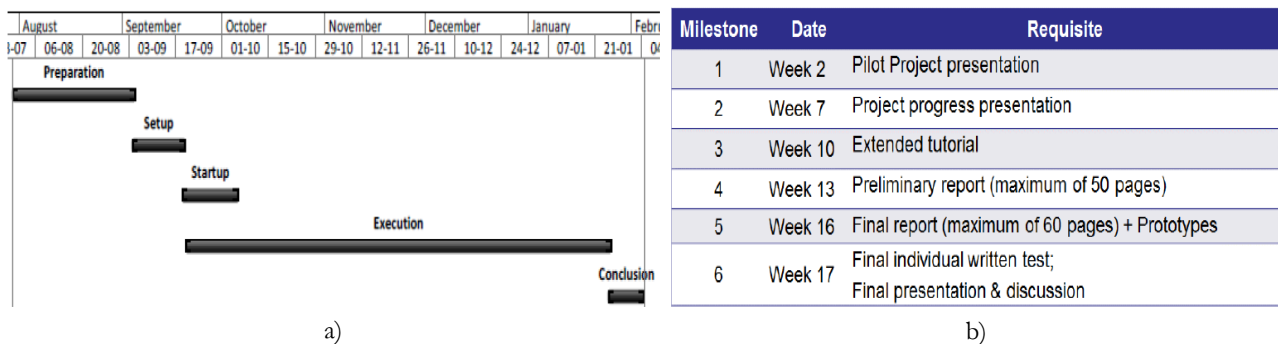 August September October November December January Febru
3-07 06-08 20-08 03-09 17-09 01-10 15-10 29-10 12-11 26-11 10-12 24-12 07-01 21-01 04
Preparation
Setup
Startup
Execution
Conclusion
a)
Milestone Date Requisite
1 Week 2 Pilot Project presentation
2 Week 7 Project progress presentation
3 Week 10 Extended tutorial
4 Week 13 Preliminary report (maximum of 50 pages)
5 Week 16 Final report (maximum of 60 pages) + Prototypes
6 Week 17 Final individual written test;
Final presentation & discussion
b)